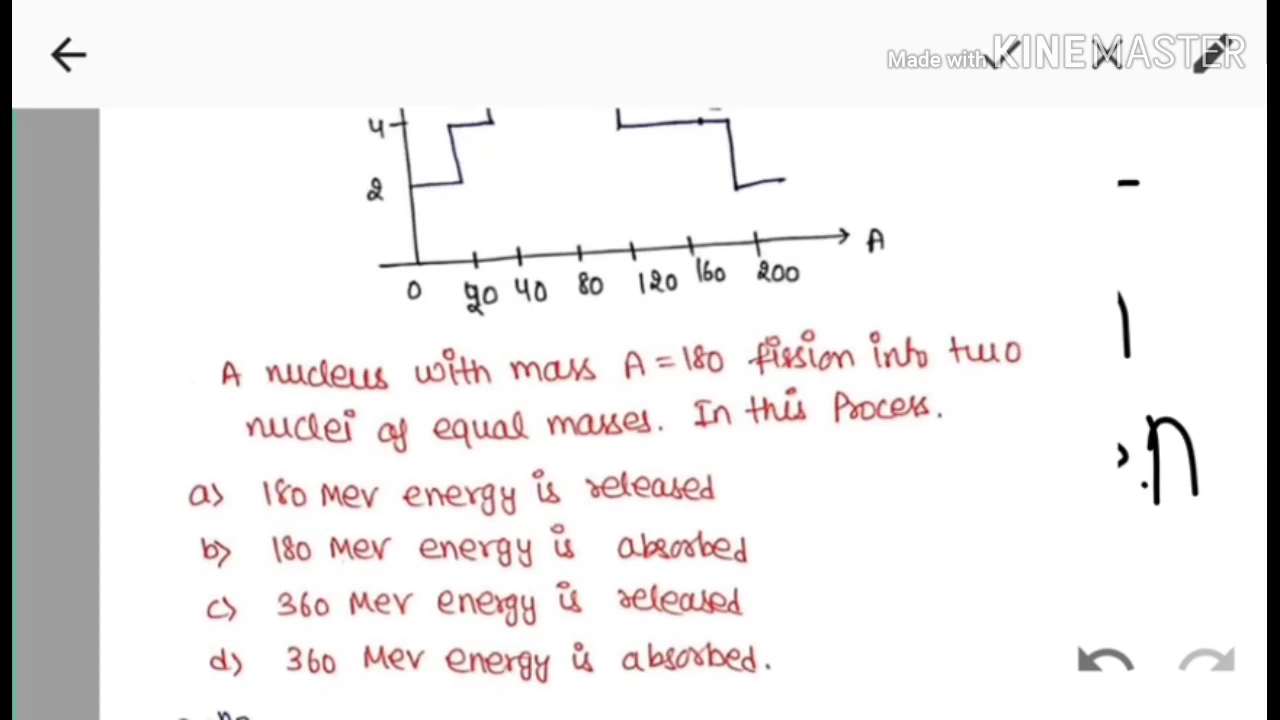 Made with KINEMASTER
4
2
A
0 20 40 80 120 160 200
A nucleus with mass A = 180 fission into two
nuclei of equal masses. In this Process.
a) 180 Mev energy is released
b) 180 Mev energy is absorbed
c) 360 Mev energy is released
d) 360 Mev energy is absorbed.
n